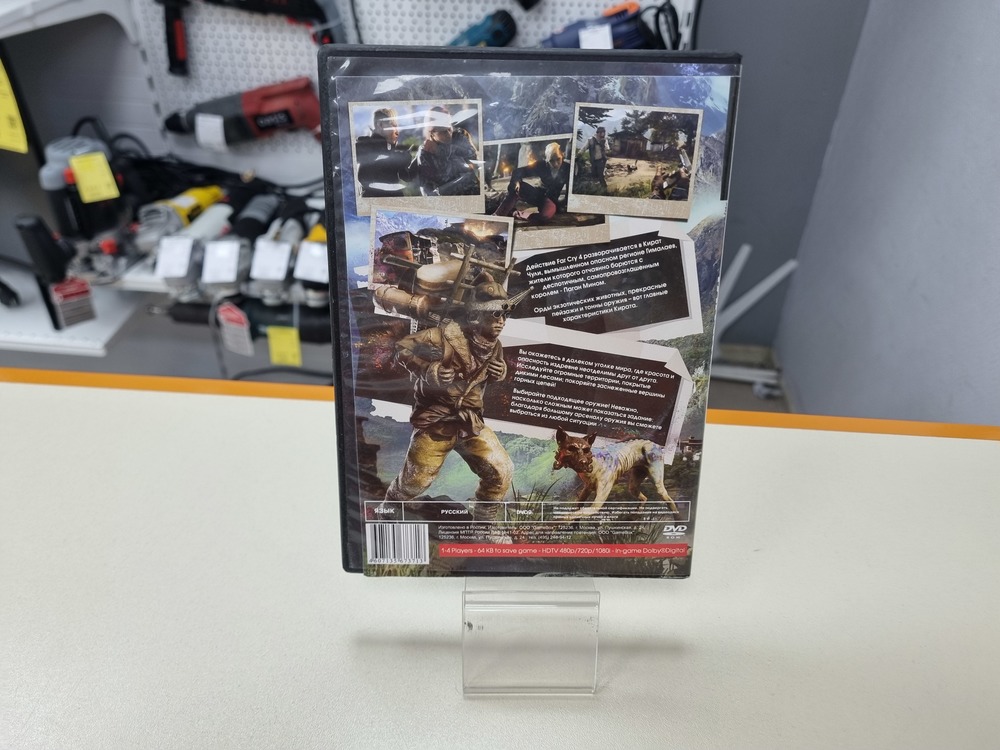 Действие Far Cry 4 разворачивается в Кират
Чули, вымышленном опасном регионе Гималаев,
жители которого отчаянно борются с
деспотичным, самопровозглашенным
королем - Паган Мином.
Орды экзотических животных, прекрасные
пейзажи и тонны оружия - вот главные
характеристики Кирата.
Вы окажетесь в далеком уголке мира, где красота и
опасность издревле неотделимы друг от друга.
Исследуйте огромные территории, покрытые
дикими лесами; покоряйте заснеженные вершины
горных цепей!
Выбирайте подходящее оружие! Неважно,
насколько сложным может показаться задание:
благодаря большому арсеналу оружия вы сможете
выбраться из любой ситуации
ЯЗЫК
РУССКИЙ
DVD
1-4 Players - 64 KB to save game - HDTV 480p/720p/1080i - In-game Dolby®Digital